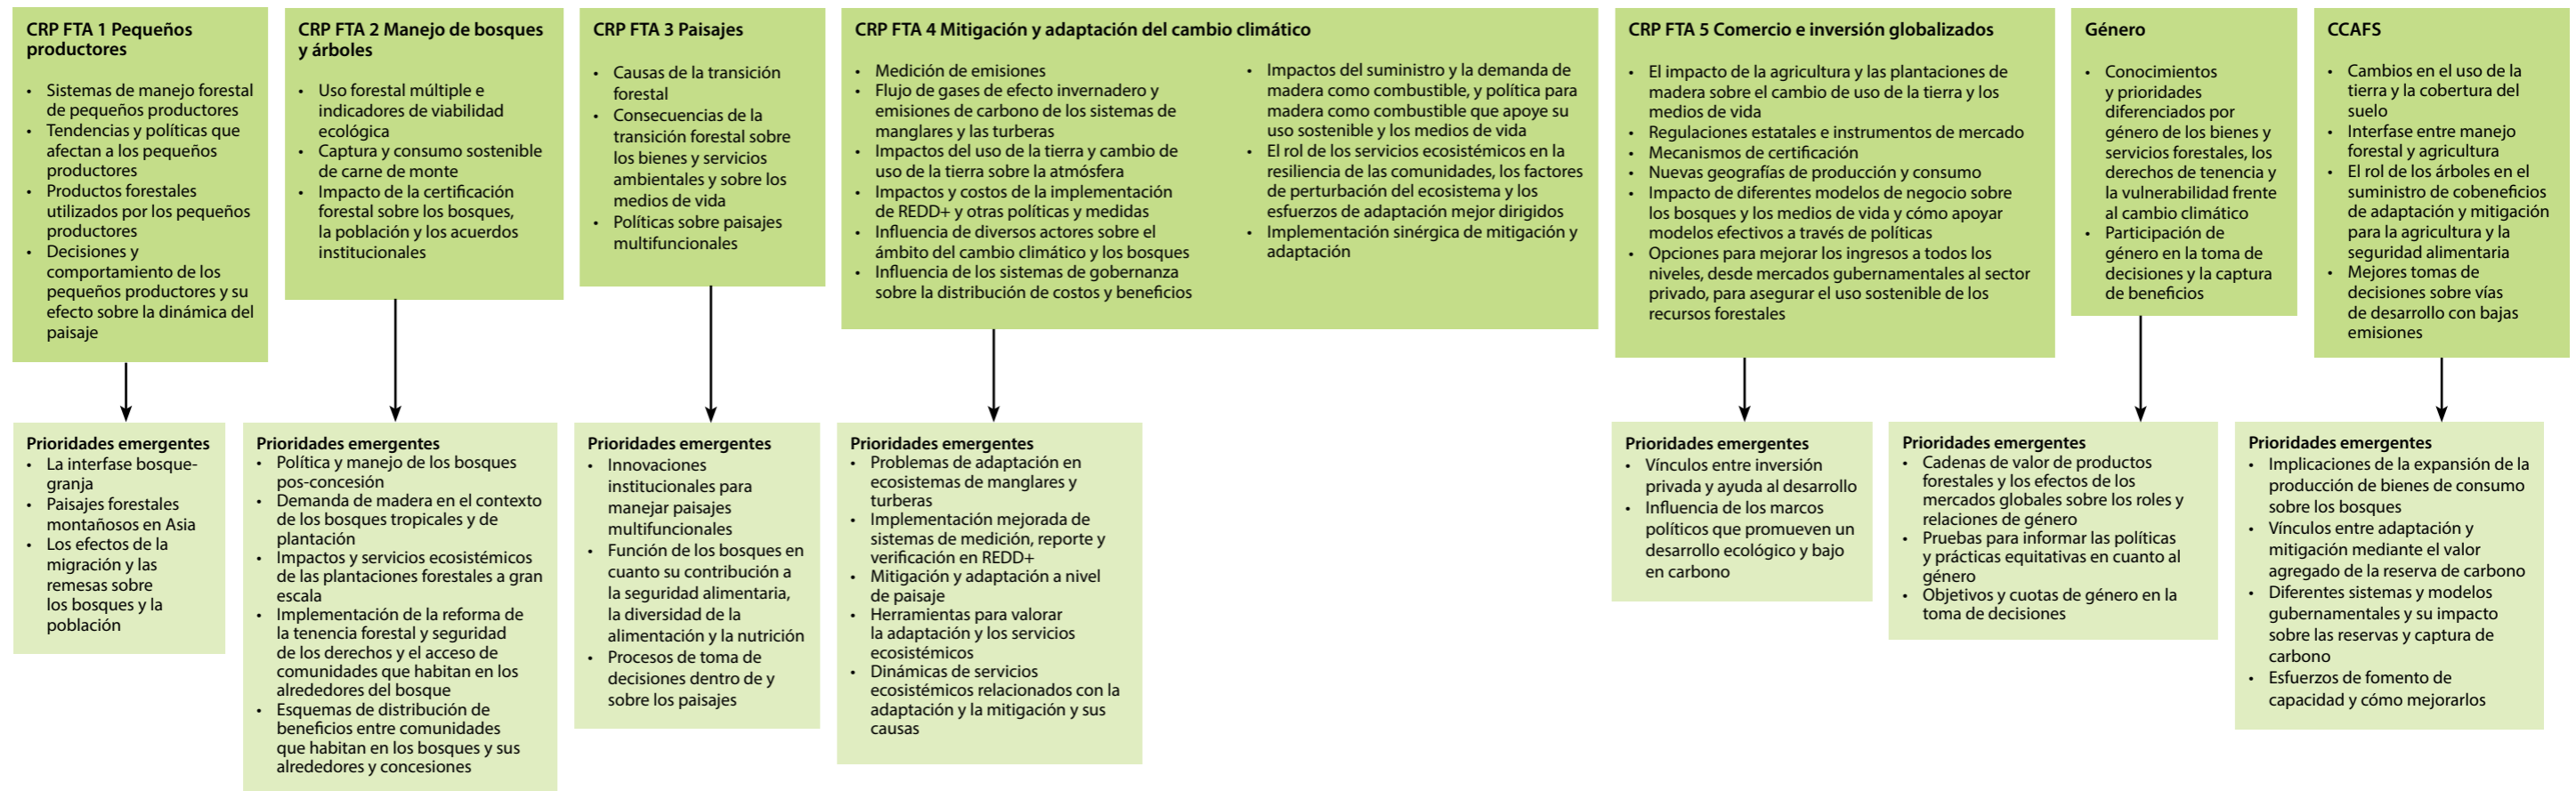 CRP FTA 1 Pequeños
productores
• Sistemas de manejo forestal
de pequeños productores
• Tendencias y políticas que
afectan a los pequeños
productores
• Productos forestales
utilizados por los pequeños
productores
• Decisiones y
comportamiento de los
pequeños productores y su
efecto sobre la dinámica del
paisaje
Prioridades emergentes
• La interfase bosque-
granja
• Paisajes forestales
montañosos en Asia
• Los efectos de la
migración y las
remesas sobre
los bosques y la
población
CRP FTA 2 Manejo de bosques
y árboles
• Uso forestal múltiple e
indicadores de viabilidad
ecológica
• Captura y consumo sostenible
de carne de monte
• Impacto de la certificación
forestal sobre los bosques,
la población y los acuerdos
institucionales
Prioridades emergentes
• Política y manejo de los bosques
pos-concesión
• Demanda de madera en el contexto
de los bosques tropicales y de
plantación
• Impactos y servicios ecosistémicos
de las plantaciones forestales a gran
escala
• Implementación de la reforma de
la tenencia forestal y seguridad
de los derechos y el acceso de
comunidades que habitan en los
alrededores del bosque
• Esquemas de distribución de
beneficios entre comunidades
que habitan en los bosques y sus
alrededores y concesiones
CRP FTA 3 Paisajes
• Causas de la transición
forestal
• Consecuencias de la
transición forestal sobre
los bienes y servicios
ambientales y sobre los
medios de vida
• Políticas sobre paisajes
multifuncionales
Prioridades emergentes
• Innovaciones
institucionales para
manejar paisajes
multifuncionales
• Función de los bosques en
cuanto su contribución a
la seguridad alimentaria,
la diversidad de la
alimentación y la nutrición
• Procesos de toma de
decisiones dentro de y
sobre los paisajes
CRP FTA 4 Mitigación y adaptación del cambio climático
• Medición de emisiones
• Flujo de gases de efecto invernadero y
emisiones de carbono de los sistemas de
manglares y las turberas
• Impactos del uso de la tierra y cambio de
uso de la tierra sobre la atmósfera
• Impactos y costos de la implementación
de REDD+ y otras políticas y medidas
• Influencia de diversos actores sobre el
ámbito del cambio climático y los bosques
• Influencia de los sistemas de gobernanza
sobre la distribución de costos y beneficios
• Impactos del suministro y la demanda de
madera como combustible, y política para
madera como combustible que apoye su
uso sostenible y los medios de vida
• El rol de los servicios ecosistémicos en la
resiliencia de las comunidades, los factores
de perturbación del ecosistema y los
esfuerzos de adaptación mejor dirigidos
• Implementación sinérgica de mitigación y
adaptación
Prioridades emergentes
• Problemas de adaptación en
ecosistemas de manglares y
turberas
• Implementación mejorada de
sistemas de medición, reporte y
verificación en REDD+
• Mitigación y adaptación a nivel
de paisaje
• Herramientas para valorar
la adaptación y los servicios
ecosistémicos
• Dinámicas de servicios
ecosistémicos relacionados con la
adaptación y la mitigación y sus
causas
CRP FTA 5 Comercio e inversión globalizados
• El impacto de la agricultura y las plantaciones de
madera sobre el cambio de uso de la tierra y los
medios de vida
• Regulaciones estatales e instrumentos de mercado
• Mecanismos de certificación
• Nuevas geografías de producción y consumo
• Impacto de diferentes modelos de negocio sobre
los bosques y los medios de vida y cómo apoyar
modelos efectivos a través de políticas
• Opciones para mejorar los ingresos a todos los
niveles, desde mercados gubernamentales al sector
privado, para asegurar el uso sostenible de los
recursos forestales
Prioridades emergentes
• Vínculos entre inversión
privada y ayuda al desarrollo
• Influencia de los marcos
políticos que promueven un
desarrollo ecológico y bajo
en carbono
Género
• Conocimientos
y prioridades
diferenciados por
género de los bienes y
servicios forestales, los
derechos de tenencia y
la vulnerabilidad frente
al cambio climático
• Participación de
género en la toma de
decisiones y la captura
de beneficios
Prioridades emergentes
• Cadenas de valor de productos
forestales y los efectos de los
mercados globales sobre los roles y
relaciones de género
• Pruebas para informar las políticas
y prácticas equitativas en cuanto al
género
• Objetivos y cuotas de género en la
toma de decisiones
CCAFS
• Cambios en el uso de la
tierra y la cobertura del
suelo
• Interfase entre manejo
forestal y agricultura
• El rol de los árboles en el
suministro de cobeneficios
de adaptación y mitigación
para la agricultura y la
seguridad alimentaria
• Mejores tomas de
decisiones sobre vías
de desarrollo con bajas
emisiones
Prioridades emergentes
• Implicaciones de la expansión de la
producción de bienes de consumo
sobre los bosques
• Vínculos entre adaptación y
mitigación mediante el valor
agregado de la reserva de carbono
• Diferentes sistemas y modelos
gubernamentales y su impacto
sobre las reservas y captura de
carbono
• Esfuerzos de fomento de
capacidad y cómo mejorarlos